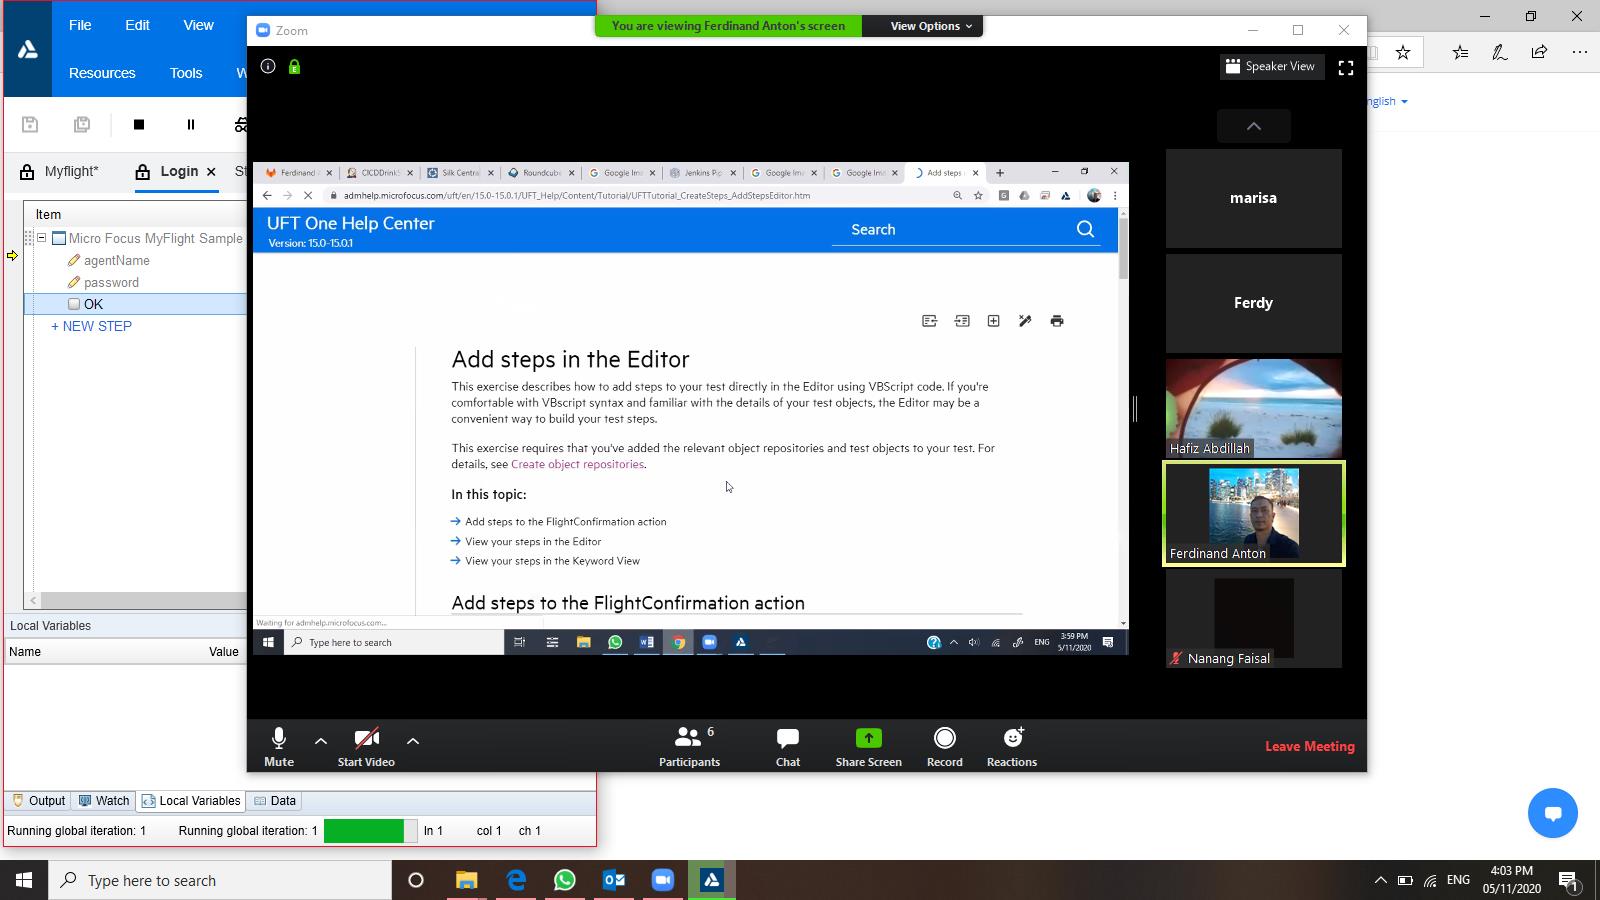 File Edit View
Resources Tools W
Myflight* Login St
Item
Micro Focus MyFlight Sample
agentName
password
OK
+ NEW STEP
Local Variables
Name Value
Output Watch Local Variables Data
Running global iteration: 1 Running global iteration: 1 ln 1 col 1 ch 1
Zoom
You are viewing Ferdinand Anton's screen View Options
Speaker View
nglish
Ferdinand CICDDrink Silk Central Roundcube Google Im Jenkins Pip Google Im Google Im Add steps
admhelp.microfocus.com/uft/en/15.0-15.0.1/UFT_Help/Content/Tutorial/UFTTutorial_CreateSteps_AddStepsEditor.htm
UFT One Help Center
Version: 15.0-15.0.1
Search
Add steps in the Editor
This exercise describes how to add steps to your test directly in the Editor using VBScript code. If you're
comfortable with VBscript syntax and familiar with the details of your test objects, the Editor may be a
convenient way to build your test steps.
This exercise requires that you've added the relevant object repositories and test objects to your test. For
details, see Create object repositories.
In this topic:
Add steps to the FlightConfirmation action
View your steps in the Editor
View your steps in the Keyword View
Add steps to the FlightConfirmation action
Waiting for admhelp.microfocus.com...
Type here to search
ENG
3:59 PM
5/11/2020
marisa
Ferdy
Hafiz Abdillah
Ferdinand Anton
Nanang Faisal
Mute Start Video Participants 6 Chat Share Screen Record Reactions Leave Meeting
Type here to search
ENG
4:03 PM
05/11/2020
1